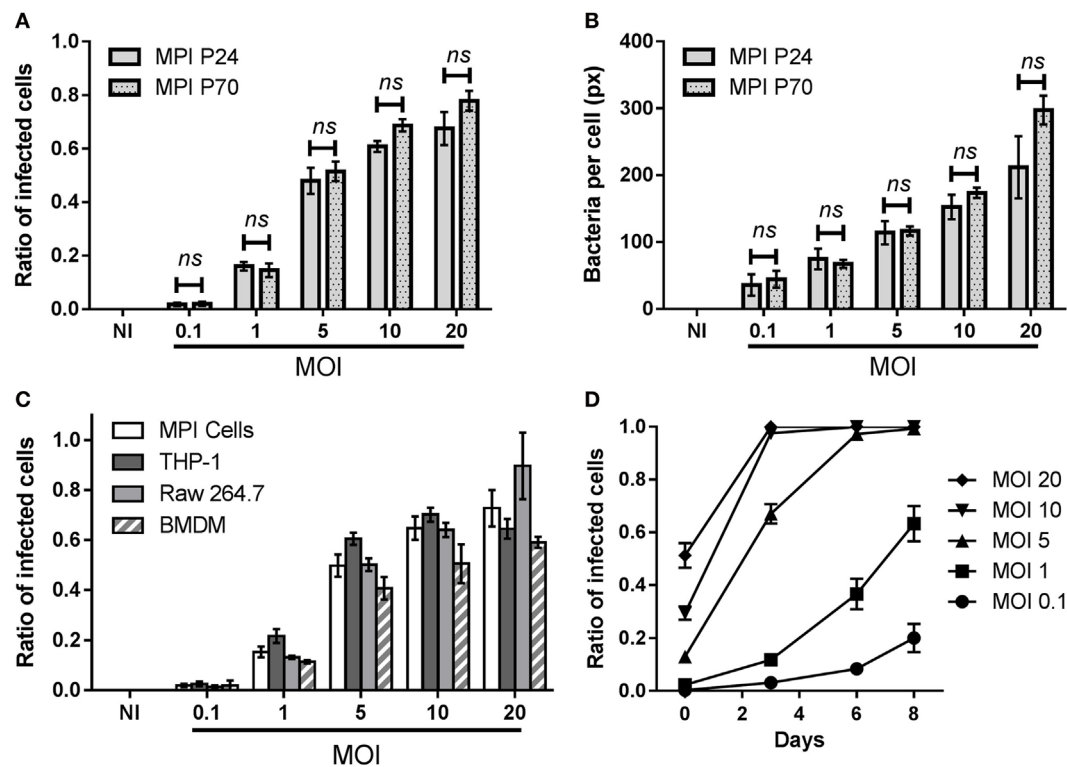 A
Ratio of infected cells
1.0
0.8
0.6
0.4
0.2
0.0
MPI P24
MPI P70
ns
ns
ns
ns
ns
NI
0.1
1
5
10
20
MOI
B
Bacteria per cell (px)
400
300
200
100
0
MPI P24
MPI P70
ns
ns
ns
ns
ns
NI
0.1
1
5
10
20
MOI
C
Ratio of infected cells
1.0
0.8
0.6
0.4
0.2
0.0
MPI Cells
THP-1
Raw 264.7
BMDM
NI
0.1
1
5
10
20
MOI
D
Ratio of infected cells
1.0
0.8
0.6
0.4
0.2
0.0
0
2
4
6
8
Days
MOI 20
MOI 10
MOI 5
MOI 1
MOI 0.1